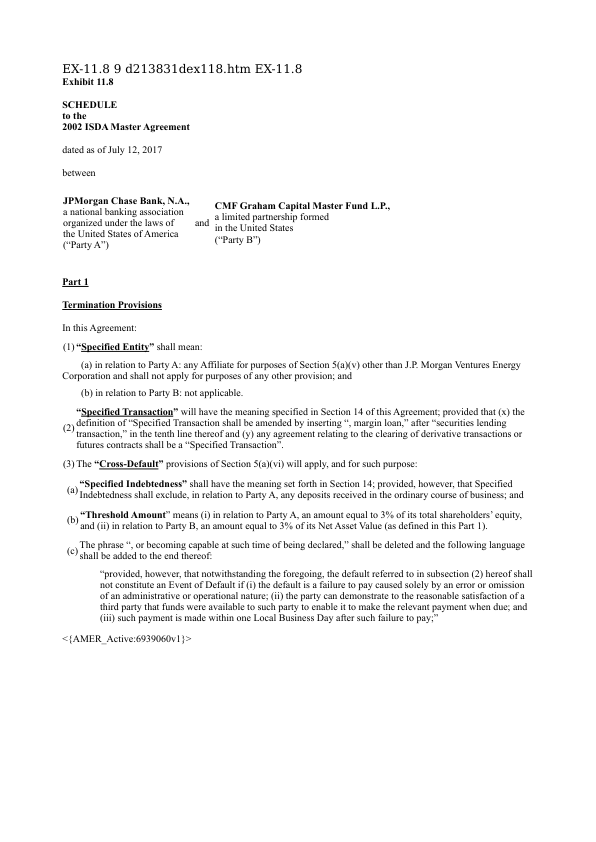 EX-11.8 9 d213831dex118.htm EX-11.8
Exhibit 11.8
SCHEDULE
to the
2002 ISDA Master Agreement
dated as of July 12, 2017
between
JPMorgan Chase Bank, N.A.,
a national banking association
organized under the laws of
the United States of America
(“Party A”)
and
CMF Graham Capital Master Fund L.P.,
a limited partnership formed
in the United States
(“Party B”)
Part 1
Termination Provisions
In this Agreement:
(1) “Specified Entity” shall mean:
(a) in relation to Party A: any Affiliate for purposes of Section 5(a)(v) other than J.P. Morgan Ventures Energy
Corporation and shall not apply for purposes of any other provision; and
(b) in relation to Party B: not applicable.
(2) “Specified Transaction” will have the meaning specified in Section 14 of this Agreement; provided that (x) the
definition of “Specified Transaction shall be amended by inserting “, margin loan,” after “securities lending
transaction,” in the tenth line thereof and (y) any agreement relating to the clearing of derivative transactions or
futures contracts shall be a “Specified Transaction”.
(3) The “Cross-Default” provisions of Section 5(a)(vi) will apply, and for such purpose:
(a) “Specified Indebtedness” shall have the meaning set forth in Section 14; provided, however, that Specified
Indebtedness shall exclude, in relation to Party A, any deposits received in the ordinary course of business; and
(b) “Threshold Amount” means (i) in relation to Party A, an amount equal to 3% of its total shareholders’ equity,
and (ii) in relation to Party B, an amount equal to 3% of its Net Asset Value (as defined in this Part 1).
(c) The phrase “, or becoming capable at such time of being declared,” shall be deleted and the following language
shall be added to the end thereof:
“provided, however, that notwithstanding the foregoing, the default referred to in subsection (2) hereof shall
not constitute an Event of Default if (i) the default is a failure to pay caused solely by an error or omission
of an administrative or operational nature; (ii) the party can demonstrate to the reasonable satisfaction of a
third party that funds were available to such party to enable it to make the relevant payment when due; and
(iii) such payment is made within one Local Business Day after such failure to pay;”
<{AMER_Active:6939060v1}>